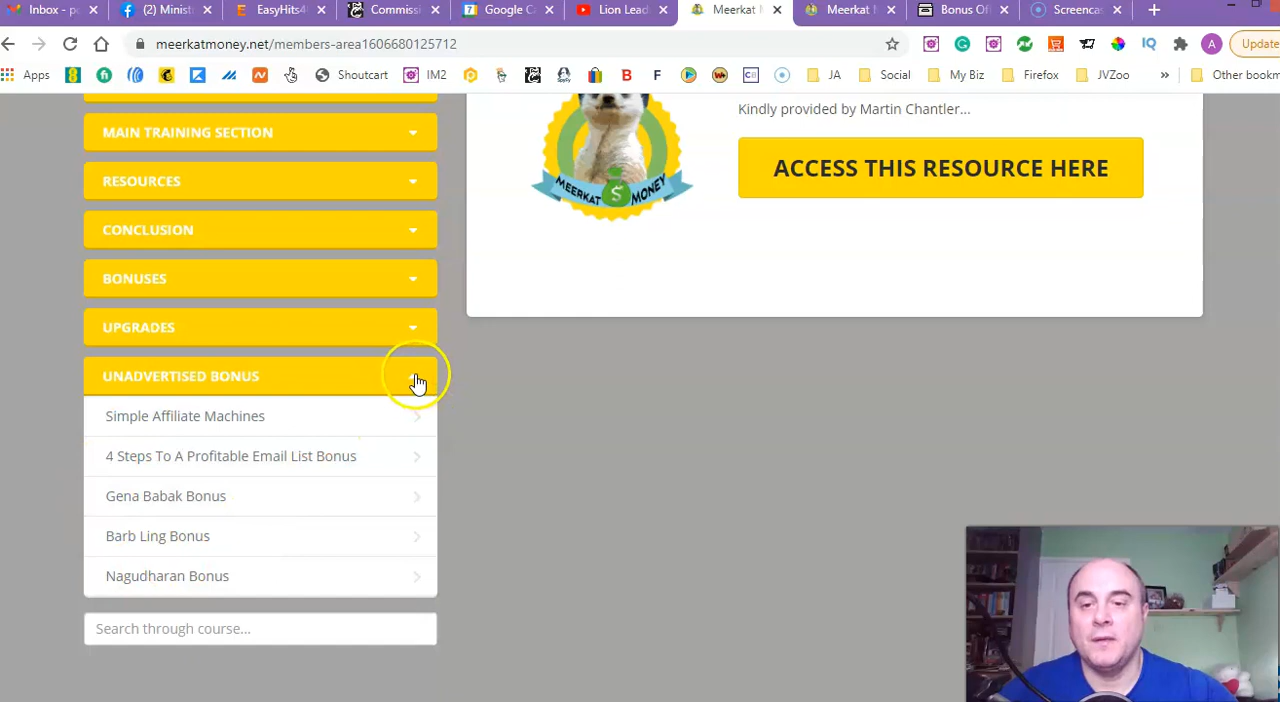 Inbox - p
(2) Minist
EasyHits4
Commissi
Google Ca
Lion Lead
Meerkat M
Meerkat M
Bonus Off
Screencas
meerkatmoney.net/members-area1606680125712
Update
Apps
Shoutcart
IM2
JA
Social
My Biz
Firefox
JVZoo
Other bookm
MAIN TRAINING SECTION
RESOURCES
CONCLUSION
BONUSES
UPGRADES
UNADVERTISED BONUS
Simple Affiliate Machines
4 Steps To A Profitable Email List Bonus
Gena Babak Bonus
Barb Ling Bonus
Nagudharan Bonus
Search through course...
Kindly provided by Martin Chantler...
ACCESS THIS RESOURCE HERE
MEERKAT $ MONEY